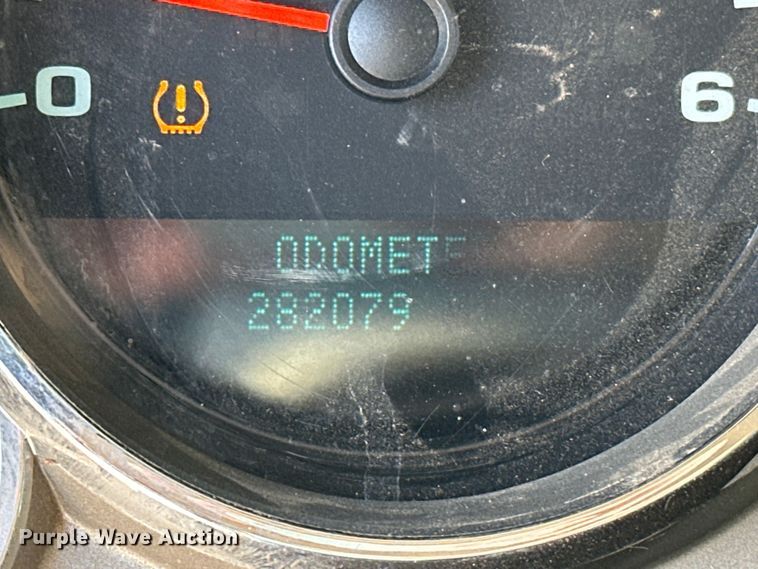 0
6
ODOMETE
282079
Purple Wave Auction